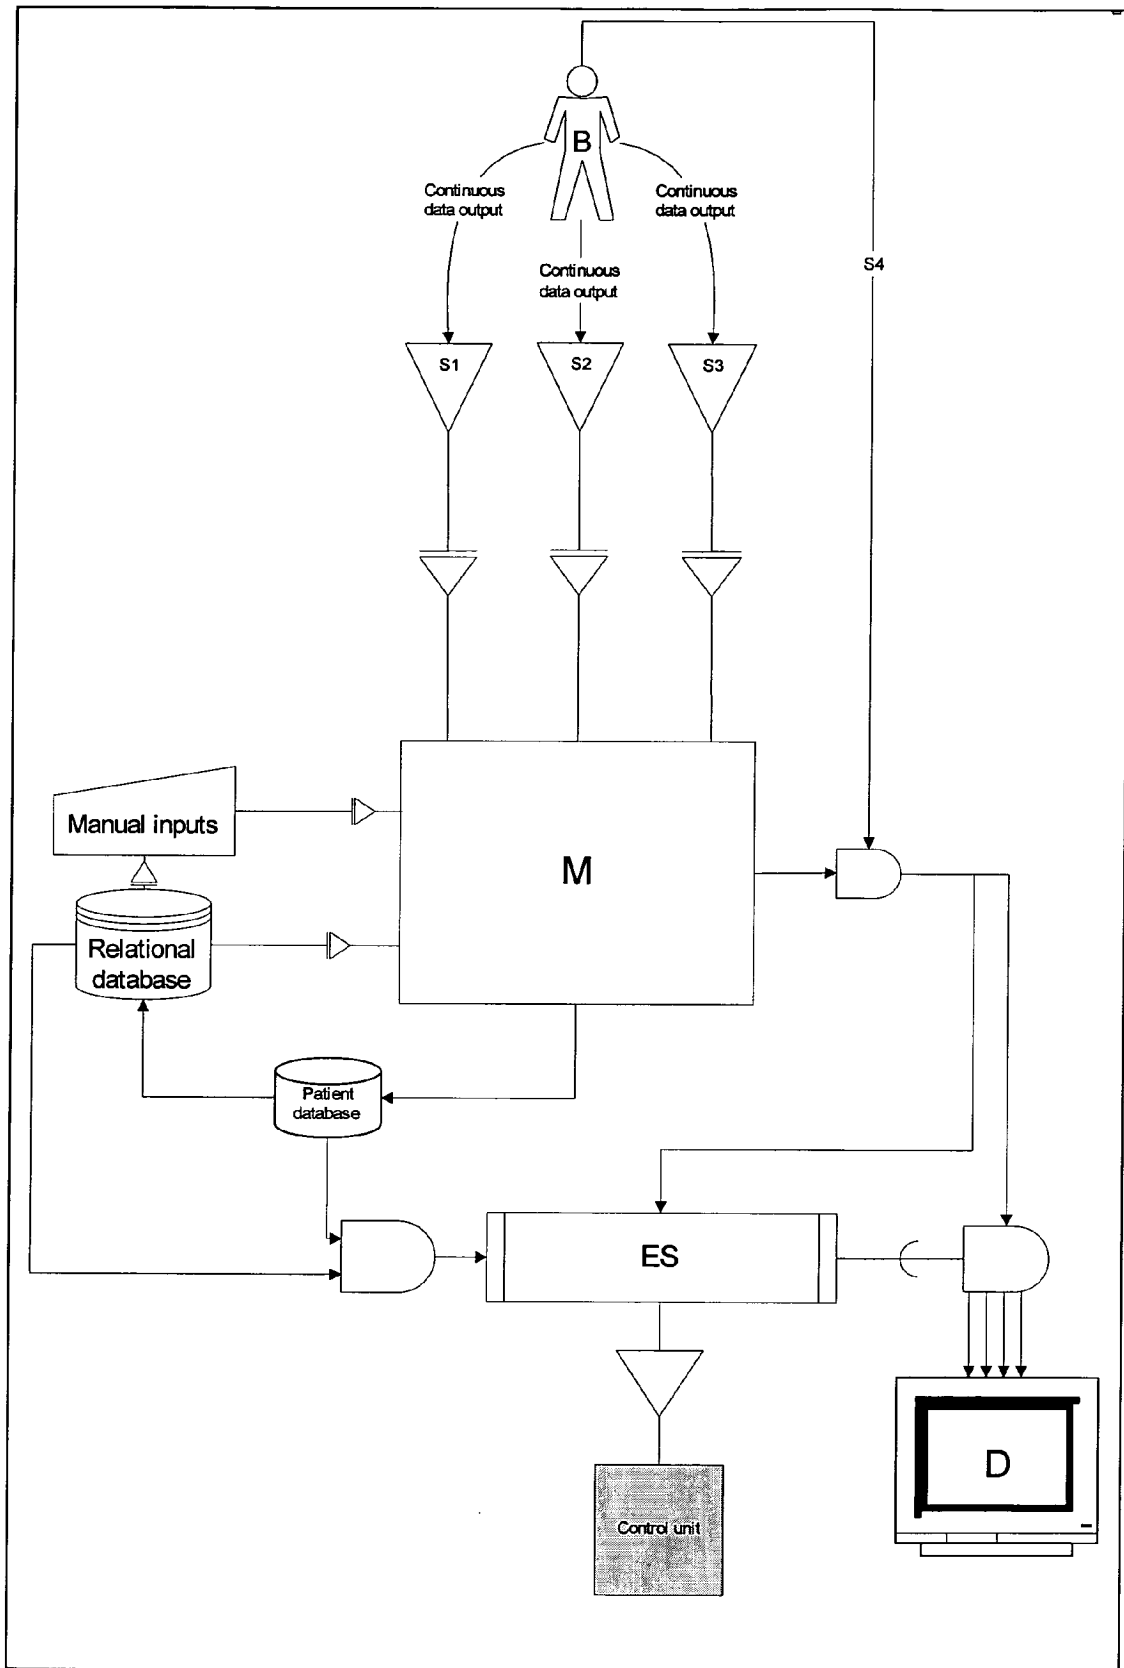 B
Continuous
data output
Continuous
data output
Continuous
data output
S4
S1
S2
S3
Manual inputs
M
Relational
database
Patient
database
ES
D
Control unit